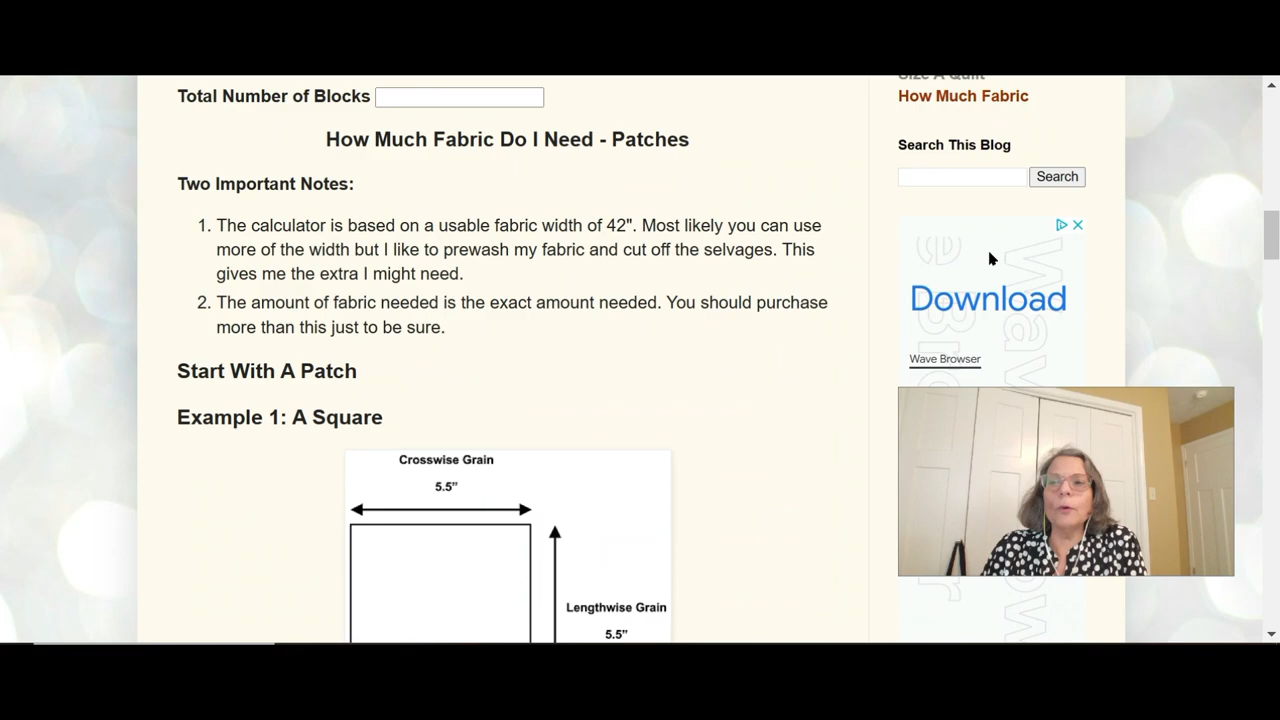 Size A Quilt
Total Number of Blocks
How Much Fabric
How Much Fabric Do I Need - Patches
Search This Blog
Search
Two Important Notes:
1. The calculator is based on a usable fabric width of 42". Most likely you can use
more of the width but I like to prewash my fabric and cut off the selvages. This
gives me the extra I might need.
2. The amount of fabric needed is the exact amount needed. You should purchase
more than this just to be sure.
Download
Wave Browser
Start With A Patch
Example 1: A Square
Crosswise Grain
5.5”
Lengthwise Grain
5.5”